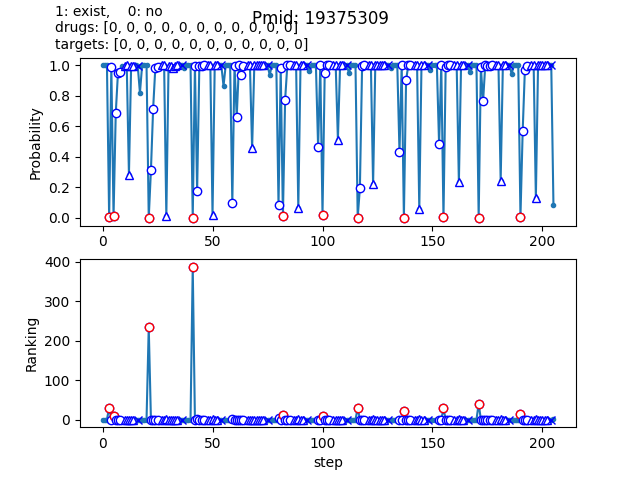 1: exist,    0: no
Pmid: 19375309
drugs: [0, 0, 0, 0, 0, 0, 0, 0, 0, 0, 0]
targets: [0, 0, 0, 0, 0, 0, 0, 0, 0, 0, 0]
1.0
0.8
0.6
0.4
0.2
0.0
Probability
0 50 100 150 200
400
300
200
100
0
Ranking
0 50 100 150 200
step